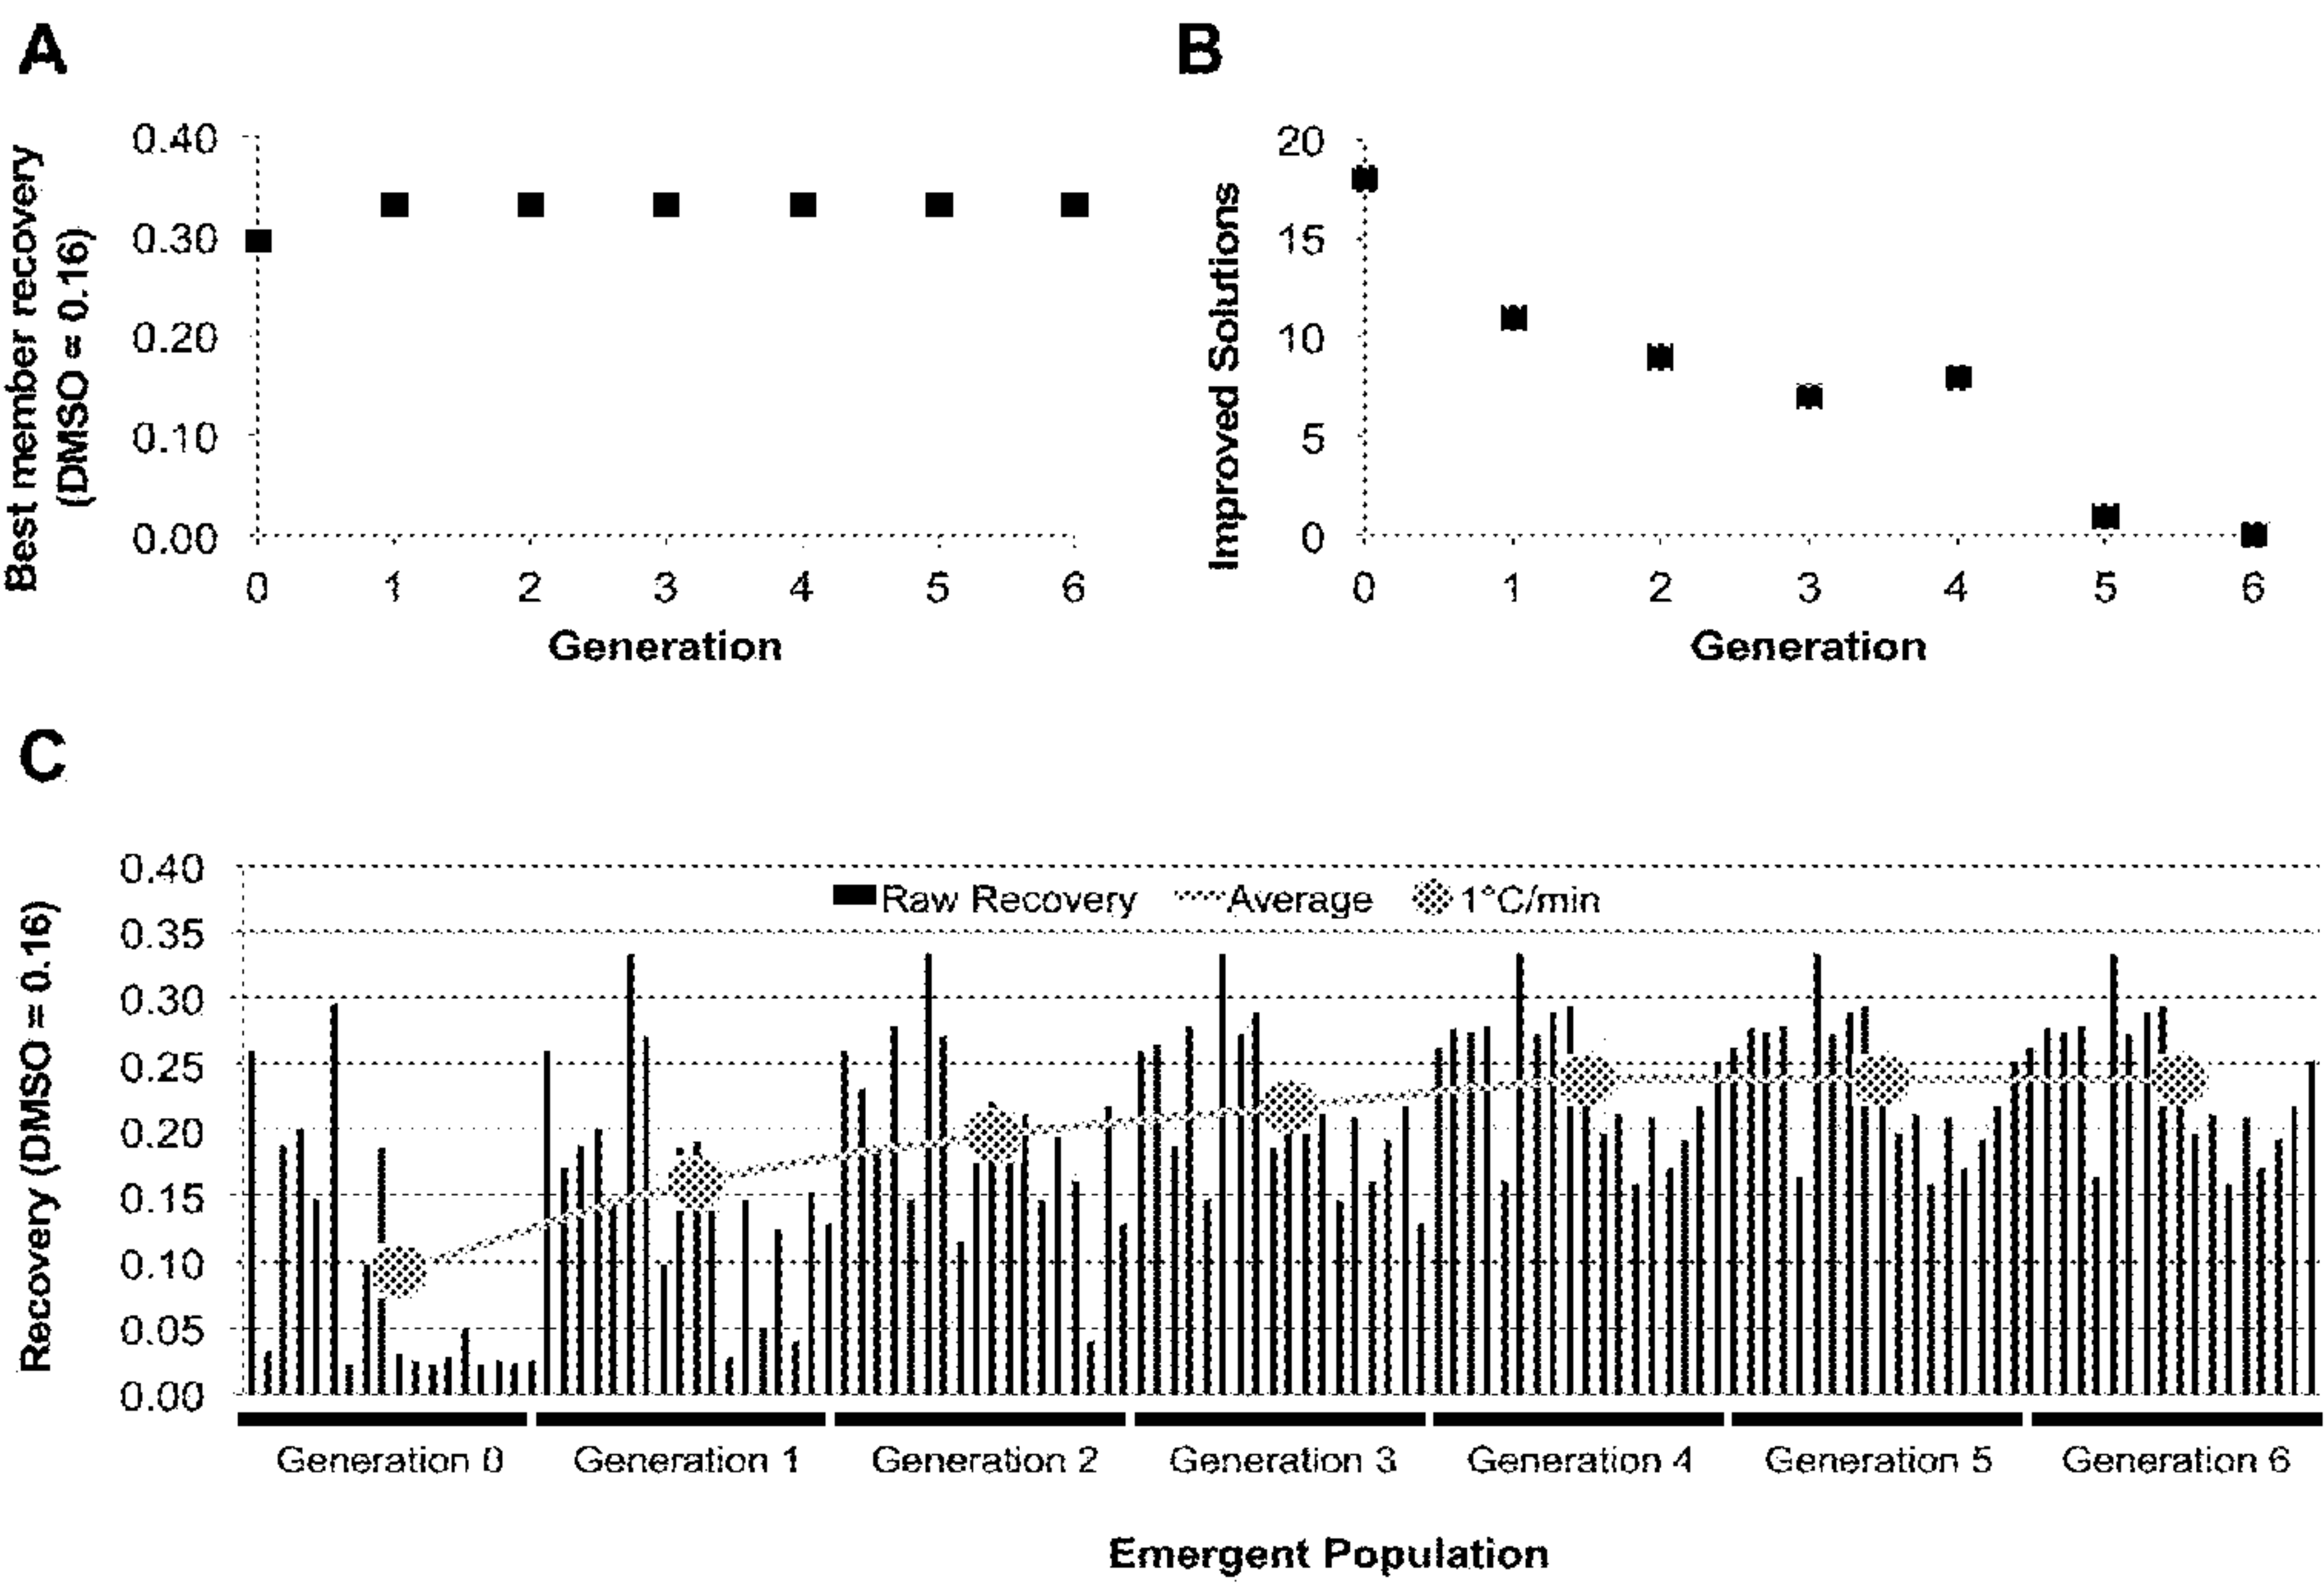 A
Best member recovery
(DMSO = 0.16)
0.40
0.30
0.20
0.10
0.00
0 1 2 3 4 5 6
Generation
B
Improved Solutions
20
15
10
5
0
0 1 2 3 4 5 6
Generation
C
Recovery (DMSO = 0.16)
0.40
0.35
0.30
0.25
0.20
0.15
0.10
0.05
0.00
Raw Recovery Average 1°C/min
Generation 0 Generation 1 Generation 2 Generation 3 Generation 4 Generation 5 Generation 6
Emergent Population